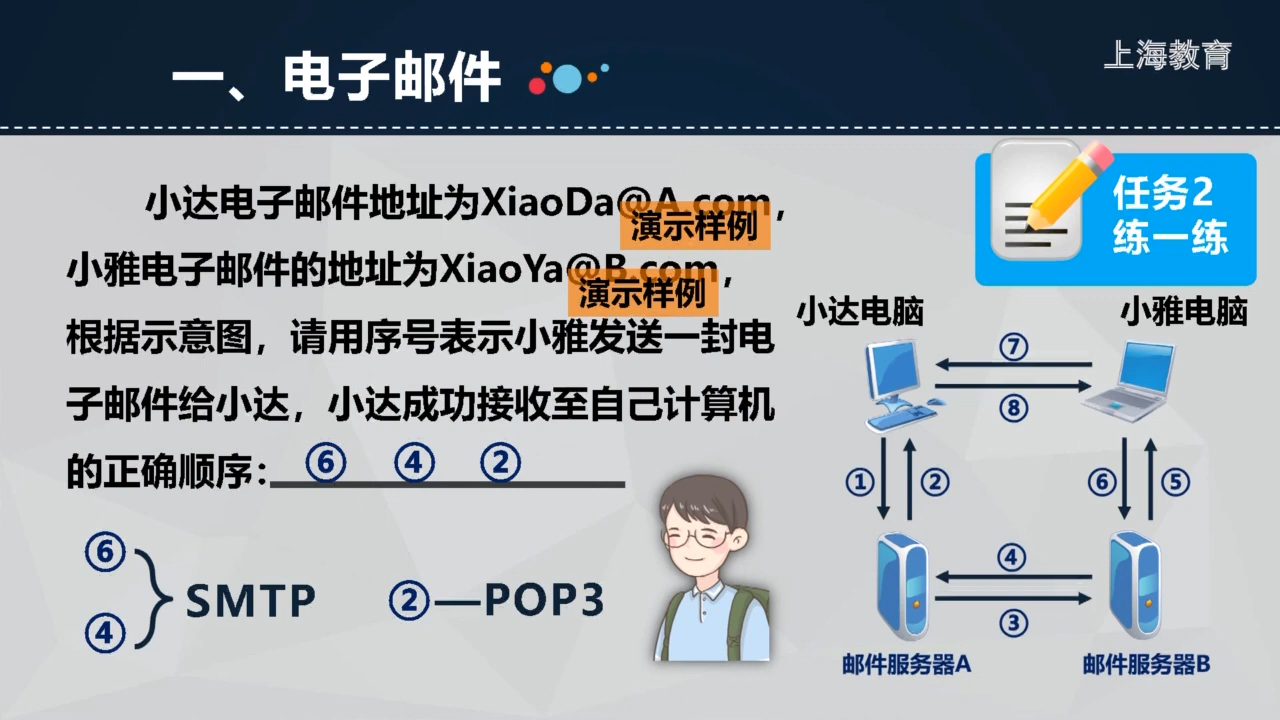 一、电子邮件
上海教育
小达电子邮件地址为XiaoDa@A.com，
演示样例
小雅电子邮件的地址为XiaoYa@B.com，
演示样例
根据示意图，请用序号表示小雅发送一封电
子邮件给小达，小达成功接收至自己计算机
的正确顺序：⑥ ④ ②
⑥
④
SMTP
②—POP3
任务2
练一练
小达电脑
小雅电脑
⑦
⑧
① ②
⑥ ⑤
④
③
邮件服务器A
邮件服务器B